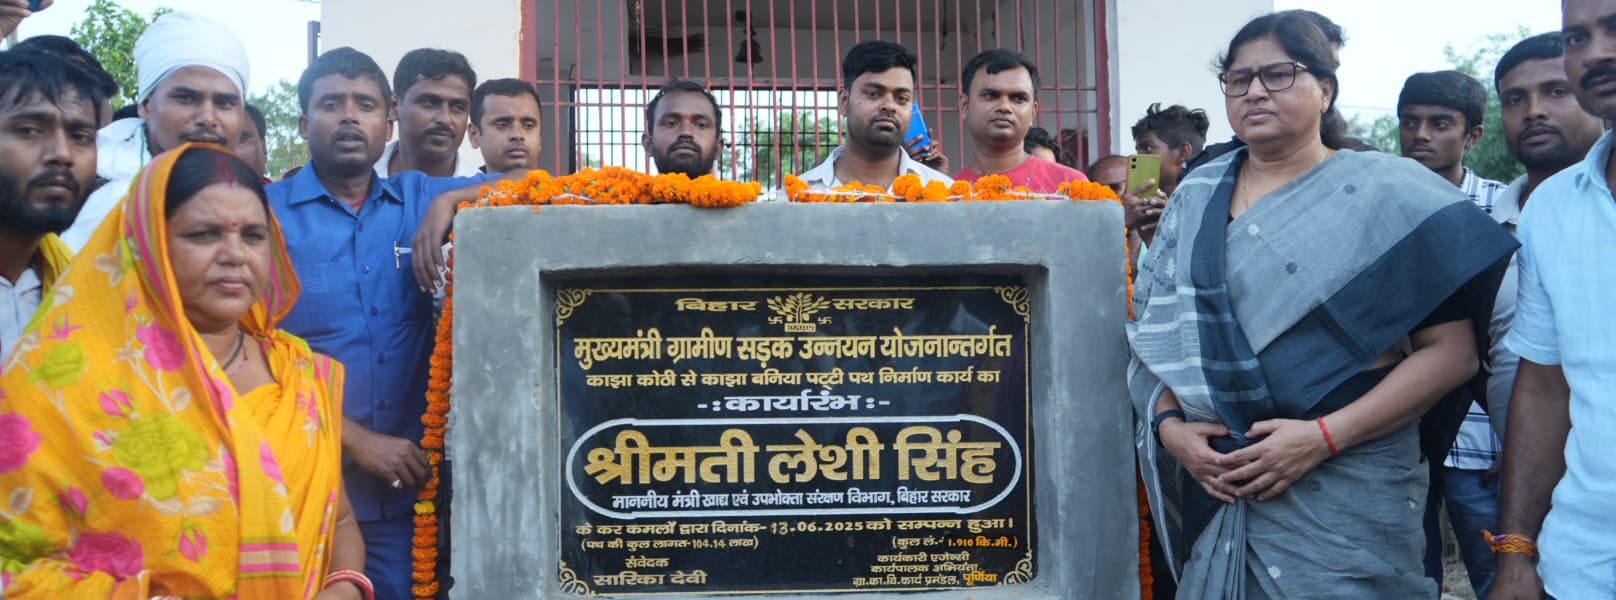 बिहार सरकार
मुख्यमंत्री ग्रामीण सड़क उन्नयन योजनान्तर्गत
काझा कोठी से काझा बनिया पट्टी पथ निर्माण कार्य का
-:कार्यारंभ:-
श्रीमती लेशी सिंह
माननीय मंत्री खाद्य एवं उपभोक्ता संरक्षण विभाग, बिहार सरकार
के कर कमलों द्वारा दिनांक-13.06.2025 को सम्पन्न हुआ।
(पथ की कुल लागत-104.14 लाख) (कुल लं.-1.910 कि.मी.)
संवेदक
सारिका देवी
कार्यकारी एजेन्सी
कार्यपालक अभियंता
ग्रा.का.वि.कार्य प्रमंडल, पूर्णिया